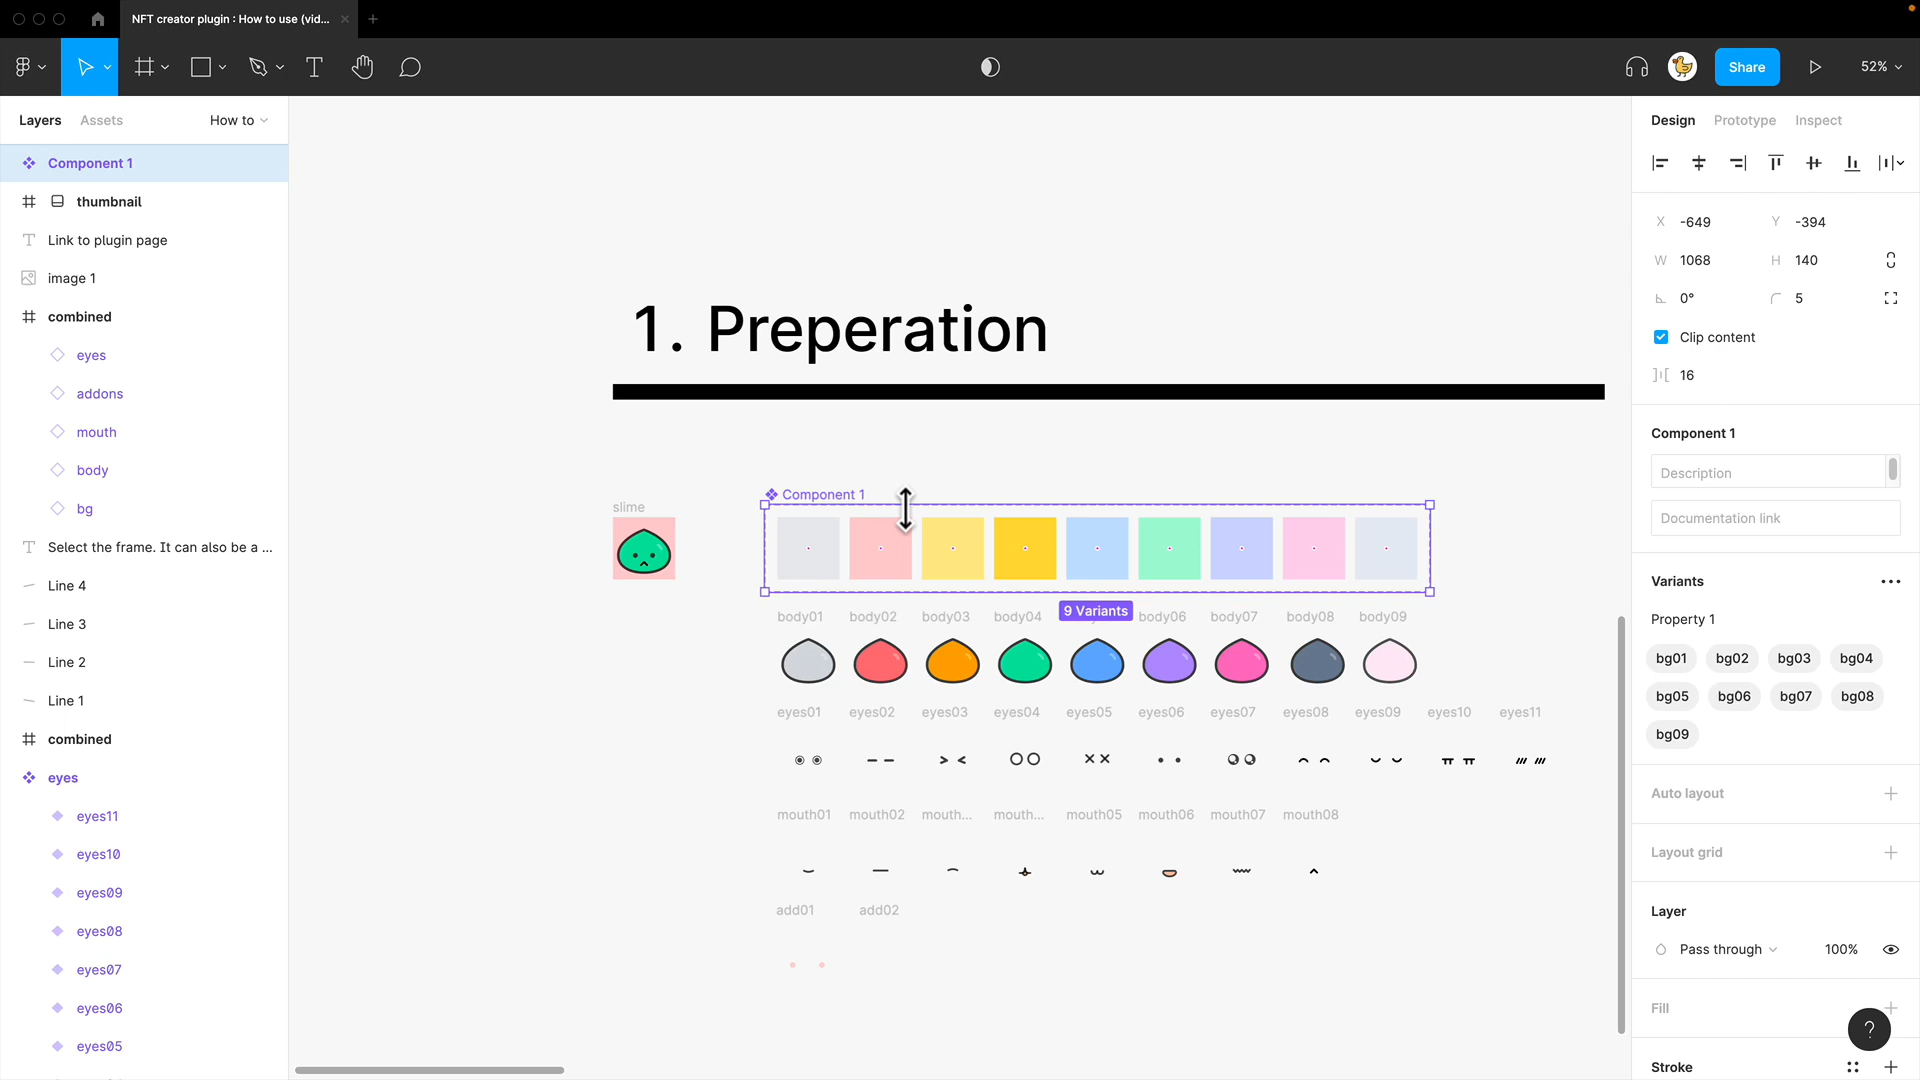 NFT creator plugin : How to use (vid...
Share
52%
Layers
Assets
How to
Component 1
thumbnail
Link to plugin page
image 1
combined
eyes
addons
mouth
body
bg
Select the frame. It can also be a ...
Line 4
Line 3
Line 2
Line 1
combined
eyes
eyes11
eyes10
eyes09
eyes08
eyes07
eyes06
eyes05
1. Preperation
slime
Component 1
9 Variants
body01 body02 body03 body04 body06 body07 body08 body09
eyes01 eyes02 eyes03 eyes04 eyes05 eyes06 eyes07 eyes08 eyes09 eyes10 eyes11
mouth01 mouth02 mouth... mouth... mouth05 mouth06 mouth07 mouth08
add01 add02
Design
Prototype
Inspect
X -649 Y -394
W 1068 H 140
0° 5
Clip content
16
Component 1
Description
Documentation link
Variants
Property 1
bg01 bg02 bg03 bg04
bg05 bg06 bg07 bg08
bg09
Auto layout
Layout grid
Layer
Pass through 100%
Fill
?
Stroke